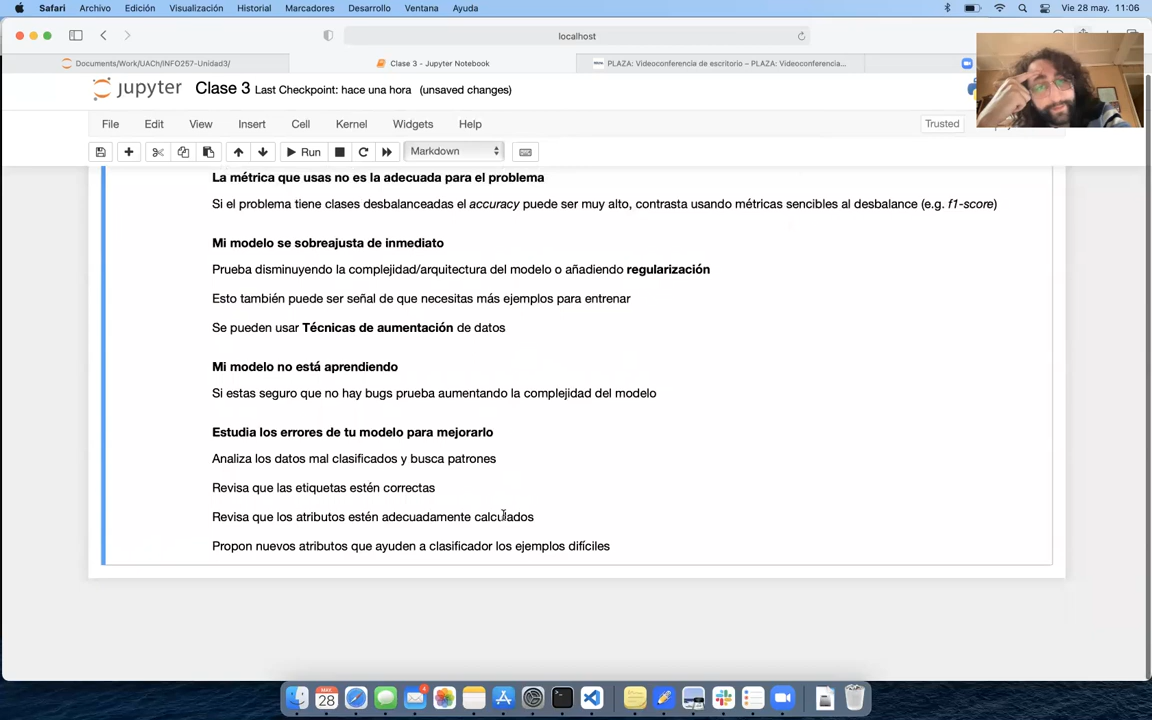 Safari Archivo Edición Visualización Historial Marcadores Desarrollo Ventana Ayuda Vie 28 may. 11:06
localhost
Documents/Work/UACh/INFO257-Unidad3/ Clase 3 - Jupyter Notebook PLAZA: Videoconferencia de escritorio – PLAZA: Videoconferencia...
jupyter Clase 3 Last Checkpoint: hace una hora (unsaved changes)
File Edit View Insert Cell Kernel Widgets Help Trusted
Run Markdown
La métrica que usas no es la adecuada para el problema
Si el problema tiene clases desbalanceadas el accuracy puede ser muy alto, contrasta usando métricas sencibles al desbalance (e.g. f1-score)
Mi modelo se sobreajusta de inmediato
Prueba disminuyendo la complejidad/arquitectura del modelo o añadiendo regularización
Esto también puede ser señal de que necesitas más ejemplos para entrenar
Se pueden usar Técnicas de aumentación de datos
Mi modelo no está aprendiendo
Si estas seguro que no hay bugs prueba aumentando la complejidad del modelo
Estudia los errores de tu modelo para mejorarlo
Analiza los datos mal clasificados y busca patrones
Revisa que las etiquetas estén correctas
Revisa que los atributos estén adecuadamente calculados
Propon nuevos atributos que ayuden a clasificador los ejemplos difíciles
MAY. 28 4